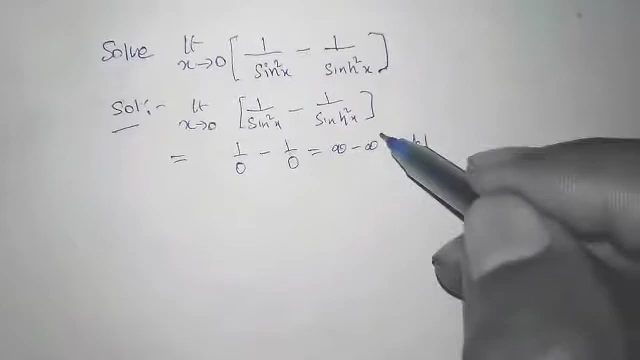 Solve lt x→0 [ 1/sin²x − 1/sinh²x ]
Sol:- lt x→0 [ 1/sin²x − 1/sinh²x ]
= 1/0 − 1/0 = ∞ − ∞